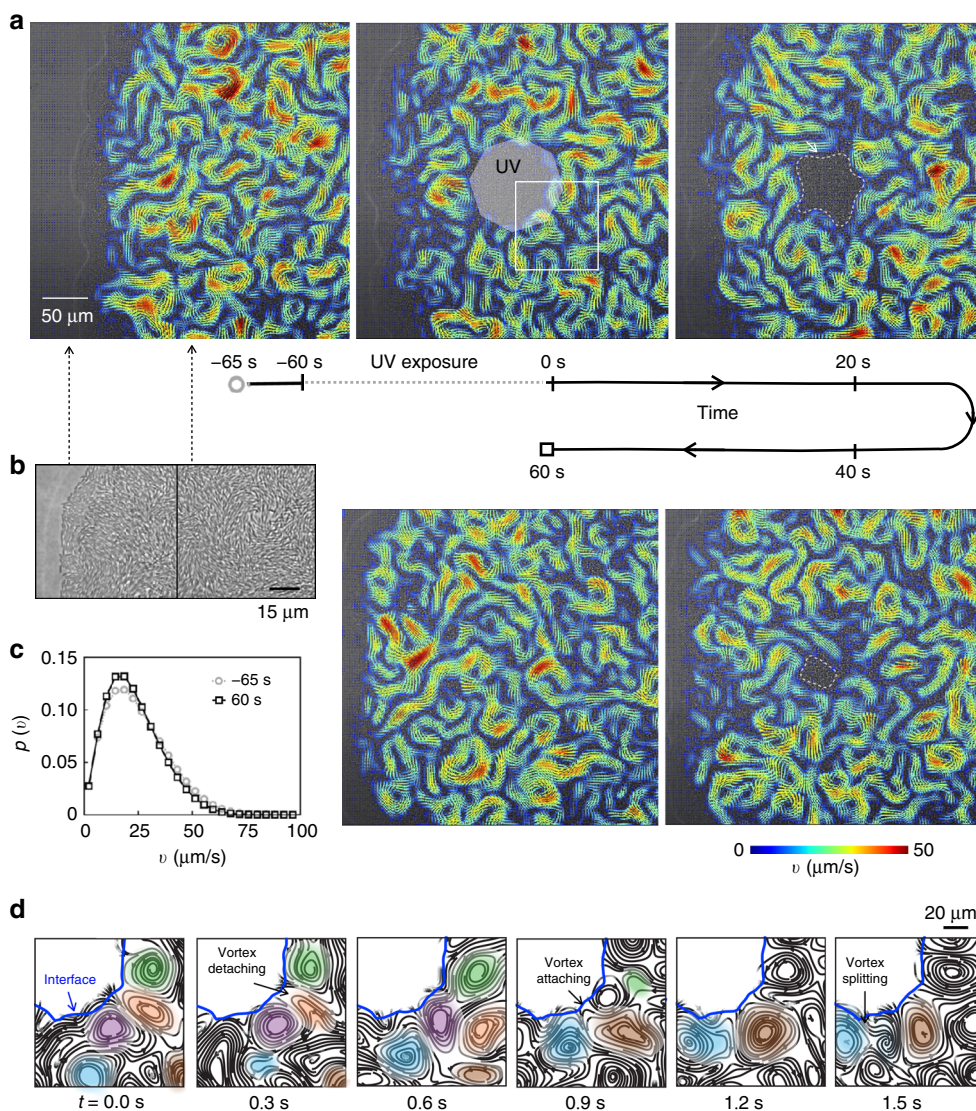 a
UV
50 μm
−65 s
−60 s
UV exposure
0 s
20 s
Time
60 s
40 s
b
15 μm
c
0.15
0.10
0.05
0
p (υ)
−65 s
60 s
0
25
50
75
100
υ (μm/s)
0
50
υ (μm/s)
d
20 μm
Interface
Vortex
detaching
Vortex
attaching
Vortex
splitting
t = 0.0 s
0.3 s
0.6 s
0.9 s
1.2 s
1.5 s